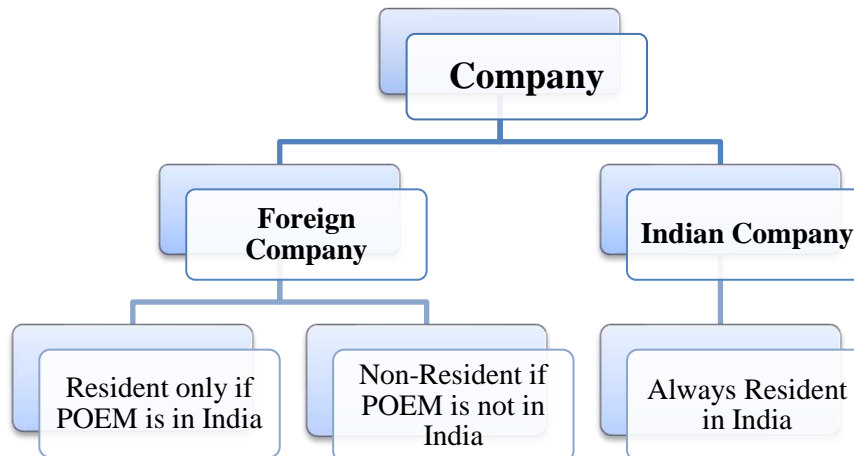 Company
Foreign
Company
Indian Company
Resident only if
POEM is in India
Non-Resident if
POEM is not in
India
Always Resident
in India